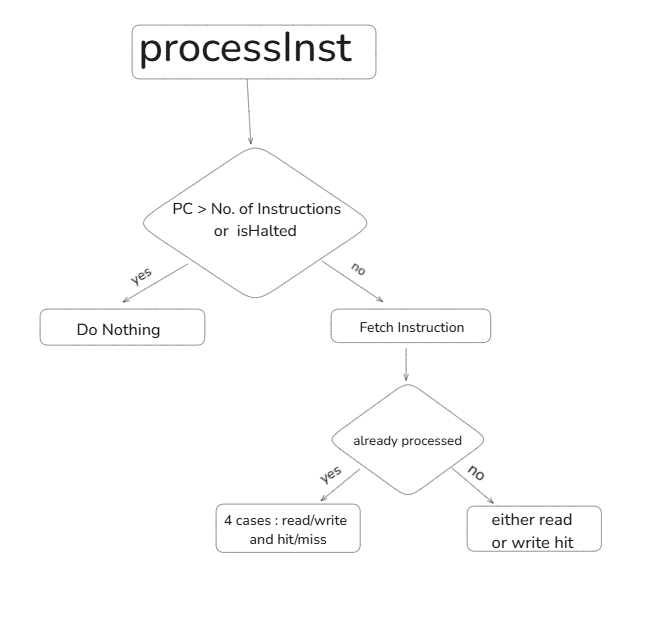 processInst
PC > No. of Instructions
or isHalted
yes
no
Do Nothing
Fetch Instruction
already processed
yes
no
4 cases : read/write
and hit/miss
either read
or write hit